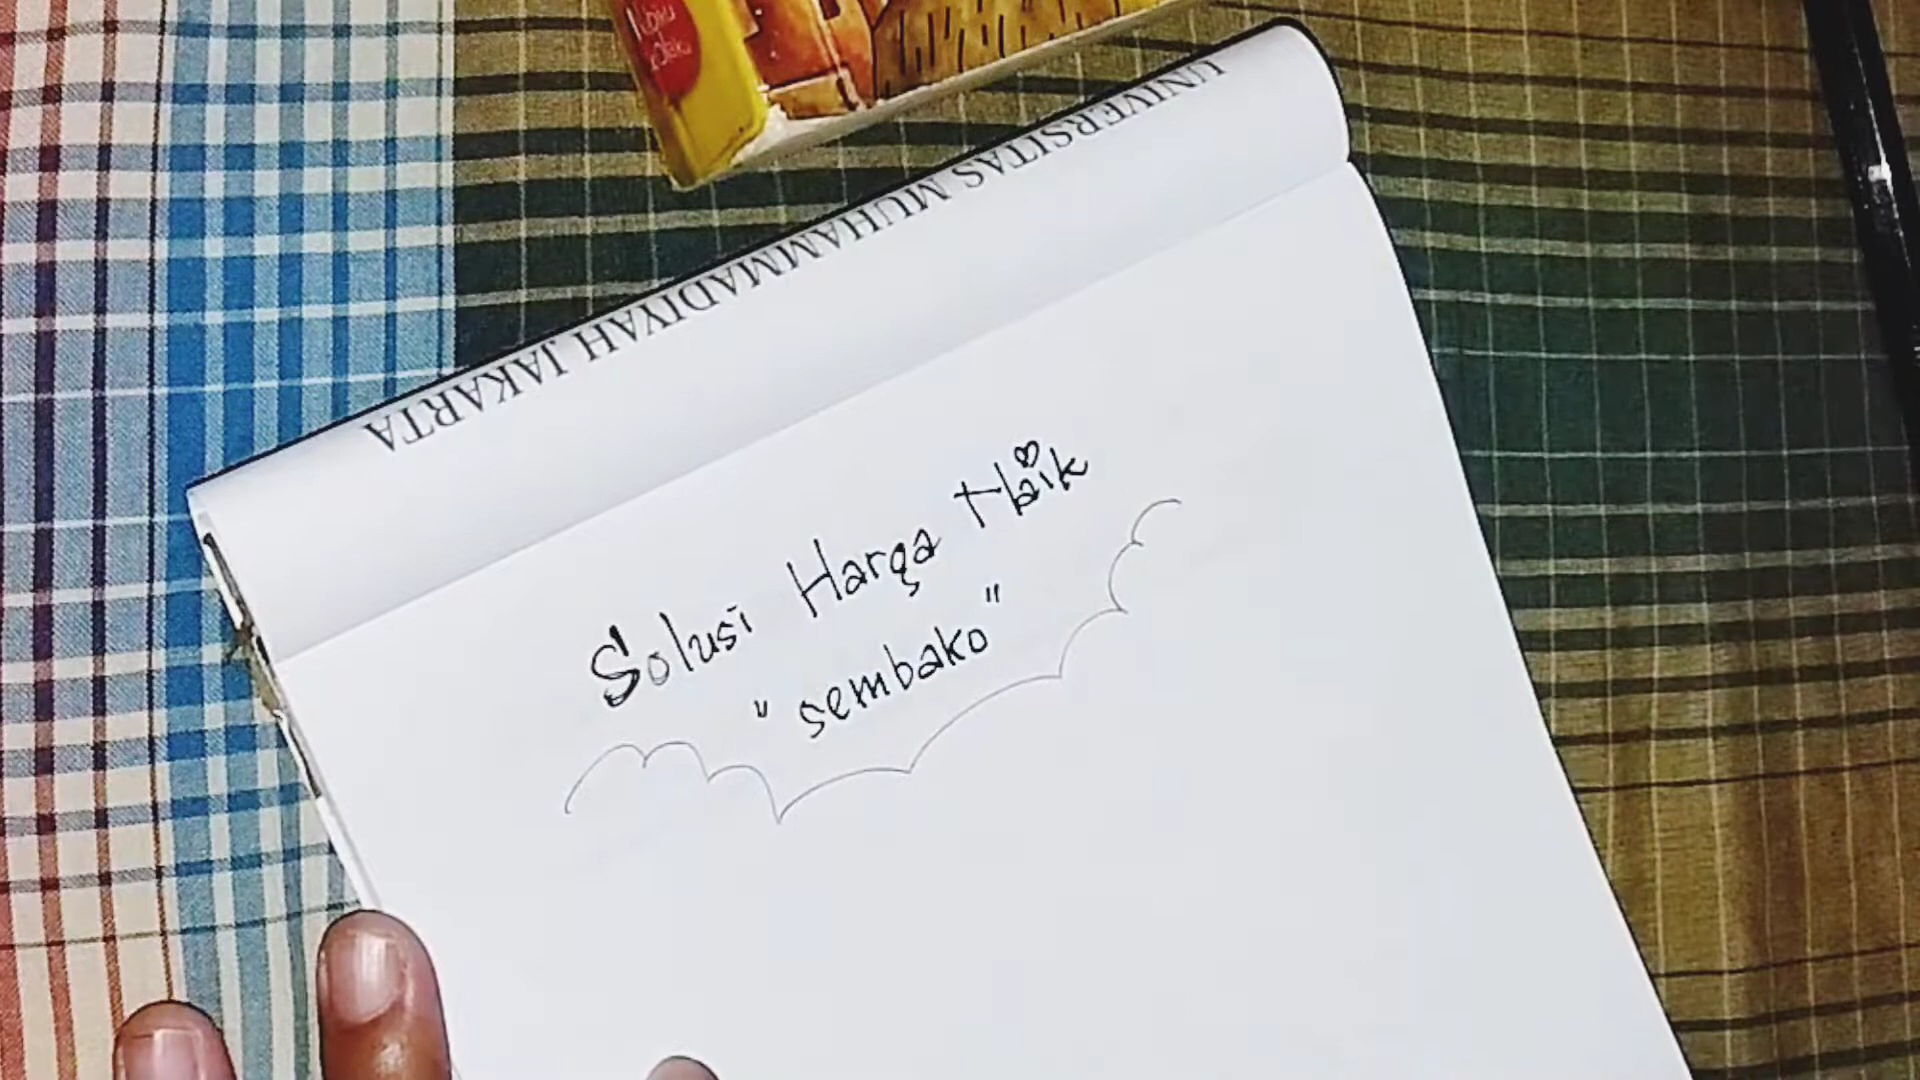 UNIVERSITAS MUHAMMADIYAH JAKARTA
Solusi Harga Naik
"sembako"